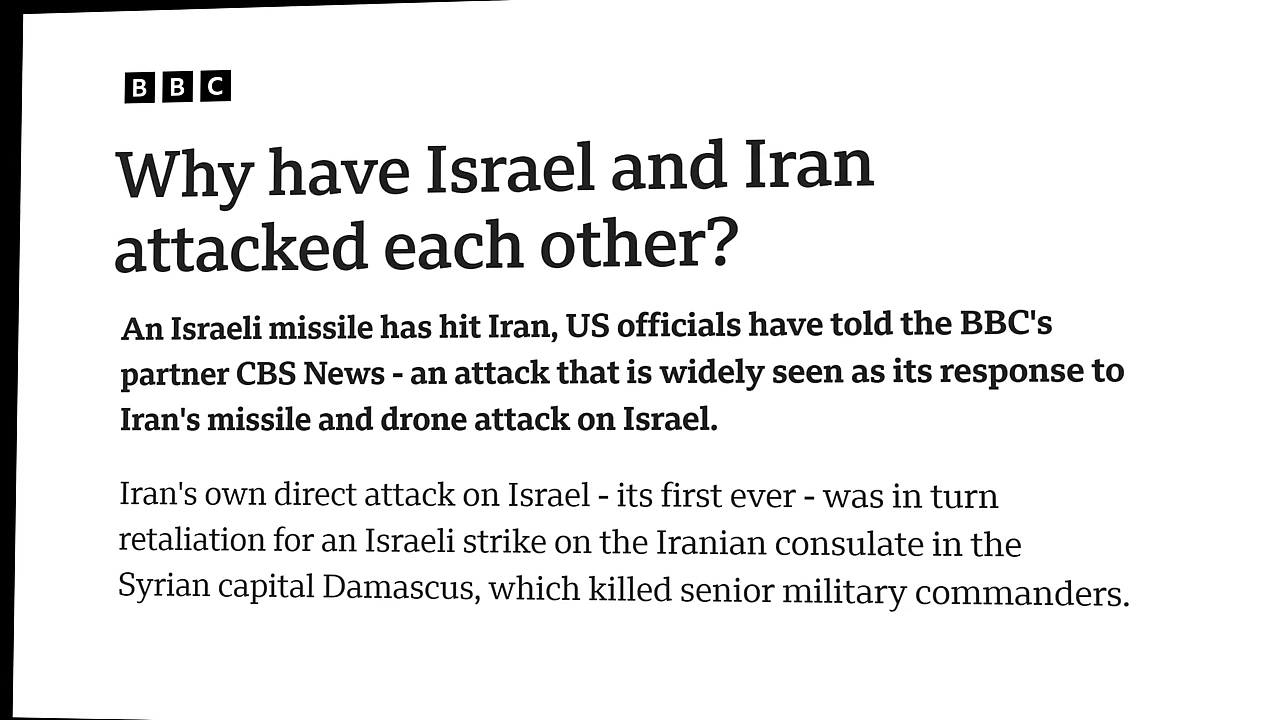 BBC
Why have Israel and Iran
attacked each other?
An Israeli missile has hit Iran, US officials have told the BBC's
partner CBS News - an attack that is widely seen as its response to
Iran's missile and drone attack on Israel.
Iran's own direct attack on Israel - its first ever - was in turn
retaliation for an Israeli strike on the Iranian consulate in the
Syrian capital Damascus, which killed senior military commanders.